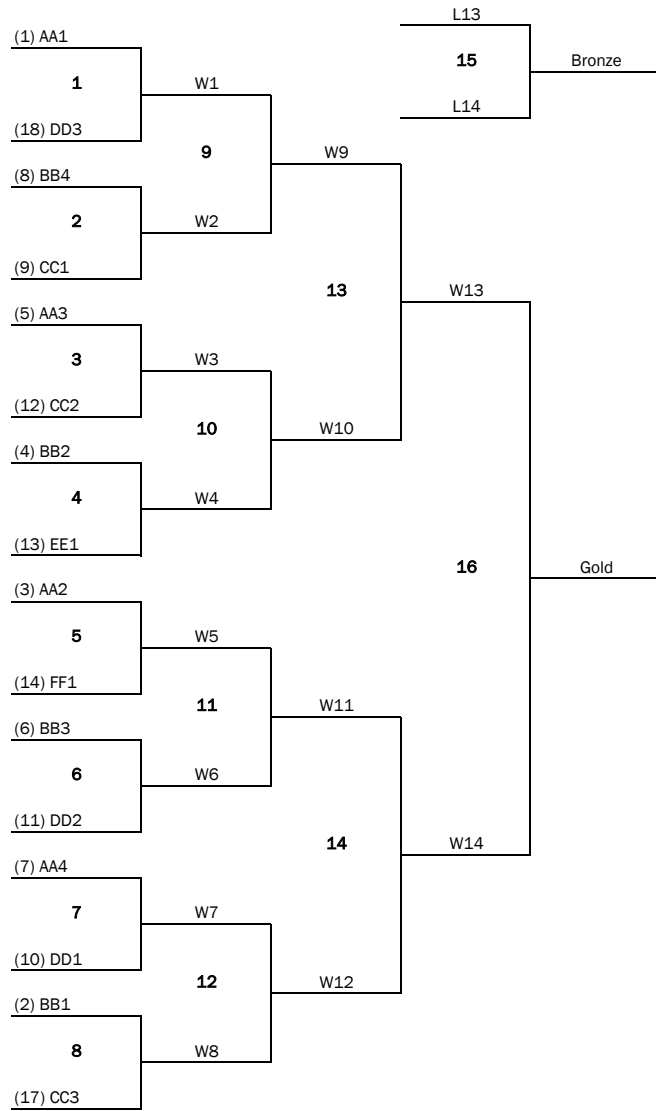 (1) AA1
1
(18) DD3
(8) BB4
2
(9) CC1
(5) AA3
3
(12) CC2
(4) BB2
4
(13) EE1
(3) AA2
5
(14) FF1
(6) BB3
6
(11) DD2
(7) AA4
7
(10) DD1
(2) BB1
8
(17) CC3
W1
9
W2
W3
10
W4
W5
11
W6
W7
12
W8
W9
13
W10
W11
14
W12
L13
15
L14
Bronze
W13
16
W14
Gold